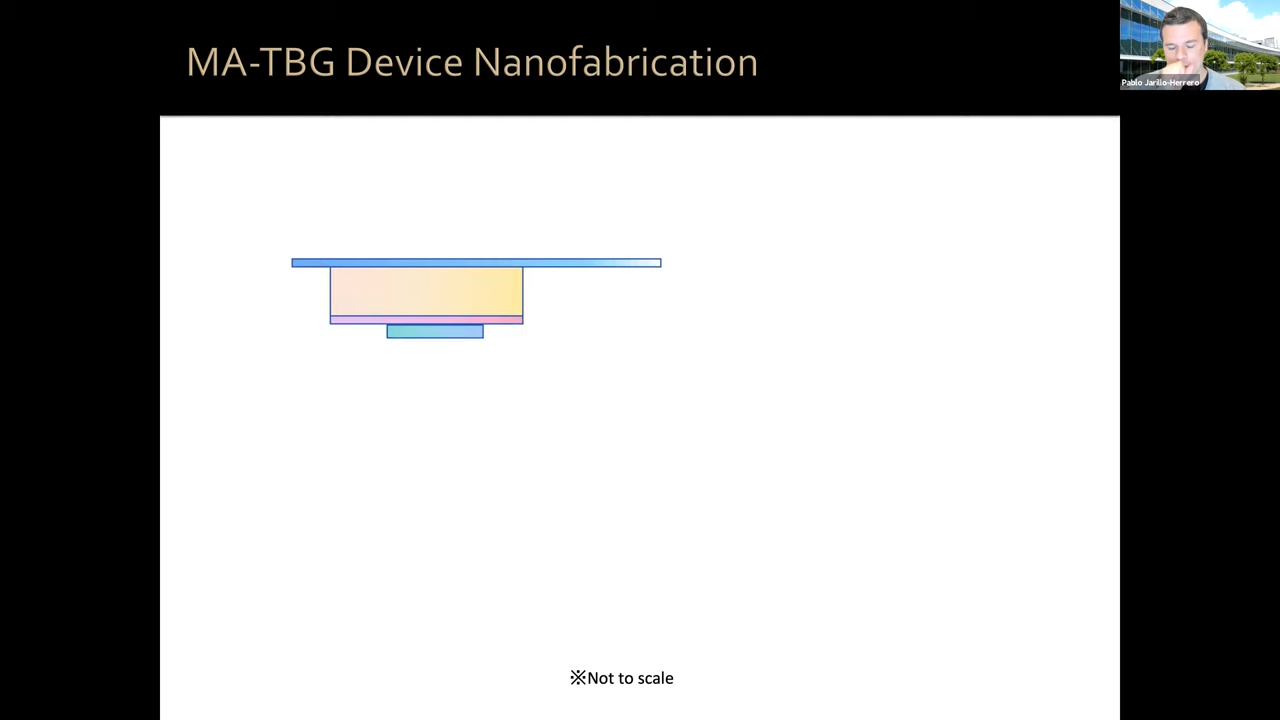 MA-TBG Device Nanofabrication
Pablo Jarillo-Herrero
※Not to scale